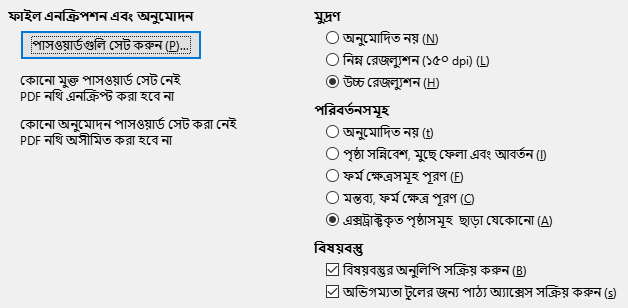 ফাইল এনক্রিপশন এবং অনুমোদন
পাসওয়ার্ডগুলি সেট করুন (P)...
কোনো মুক্ত পাসওয়ার্ড সেট নেই
PDF নথি এনক্রিপ্ট করা হবে না
কোনো অনুমোদন পাসওয়ার্ড সেট করা নেই
PDF নথি অসীমিত করা হবে না
মুদ্রণ
অনুমোদিত নয় (N)
নিম্ন রেজল্যুশন (১৫০ dpi) (L)
উচ্চ রেজল্যুশন (H)
পরিবর্তনসমূহ
অনুমোদিত নয় (t)
পৃষ্ঠা সন্নিবেশ, মুছে ফেলা এবং আবর্তন (I)
ফর্ম ক্ষেত্রসমূহ পূরণ (F)
মন্তব্য, ফর্ম ক্ষেত্র পূরণ (C)
এক্সট্রাক্টকৃত পৃষ্ঠাসমূহ ছাড়া যেকোনো (A)
বিষয়বস্তু
বিষয়বস্তুর অনুলিপি সক্রিয় করুন (B)
অভিগম্যতা টুলের জন্য পাঠ্য অ্যাক্সেস সক্রিয় করুন (s)